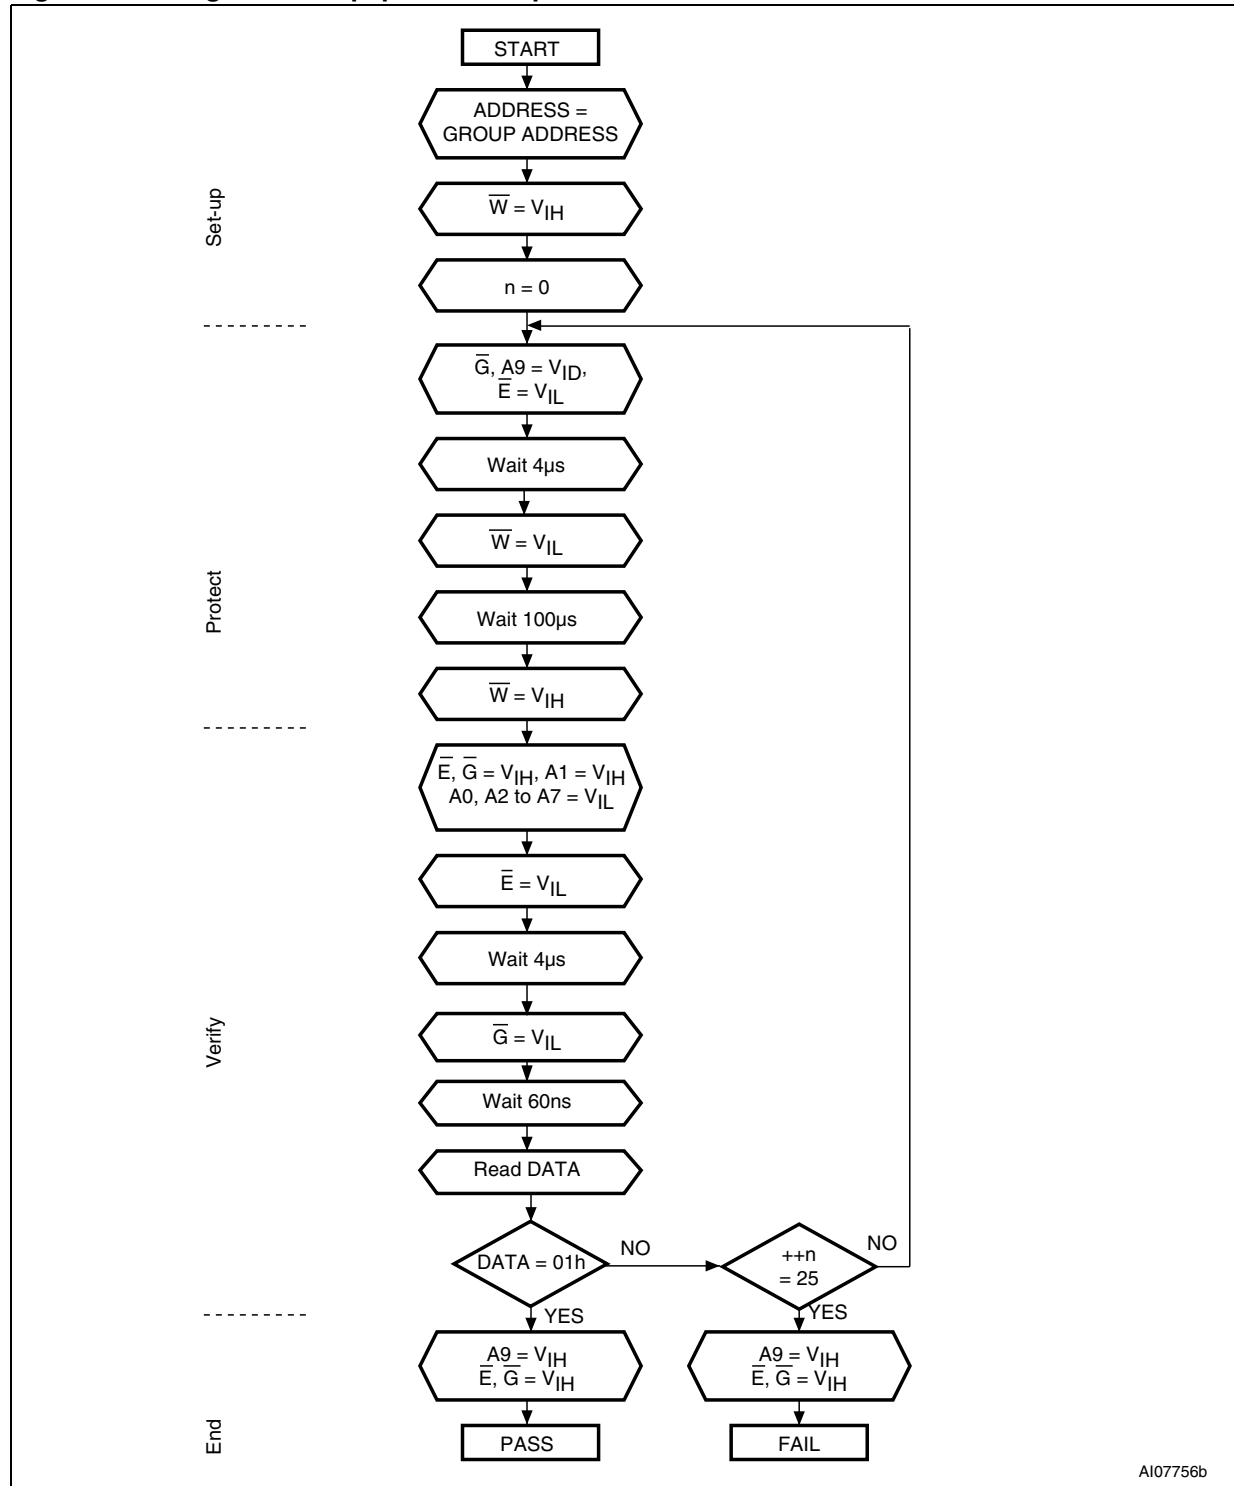 START
ADDRESS =
GROUP ADDRESS
W̅ = VIH
n = 0
Set-up
G̅, A9 = VID,
E̅ = VIL
Wait 4µs
W̅ = VIL
Wait 100µs
W̅ = VIH
Protect
E̅, G̅ = VIH, A1 = VIH
A0, A2 to A7 = VIL
E̅ = VIL
Wait 4µs
G̅ = VIL
Wait 60ns
Read DATA
Verify
DATA = 01h
NO
++n
= 25
NO
YES
YES
A9 = VIH
E̅, G̅ = VIH
A9 = VIH
E̅, G̅ = VIH
End
PASS
FAIL
AI07756b